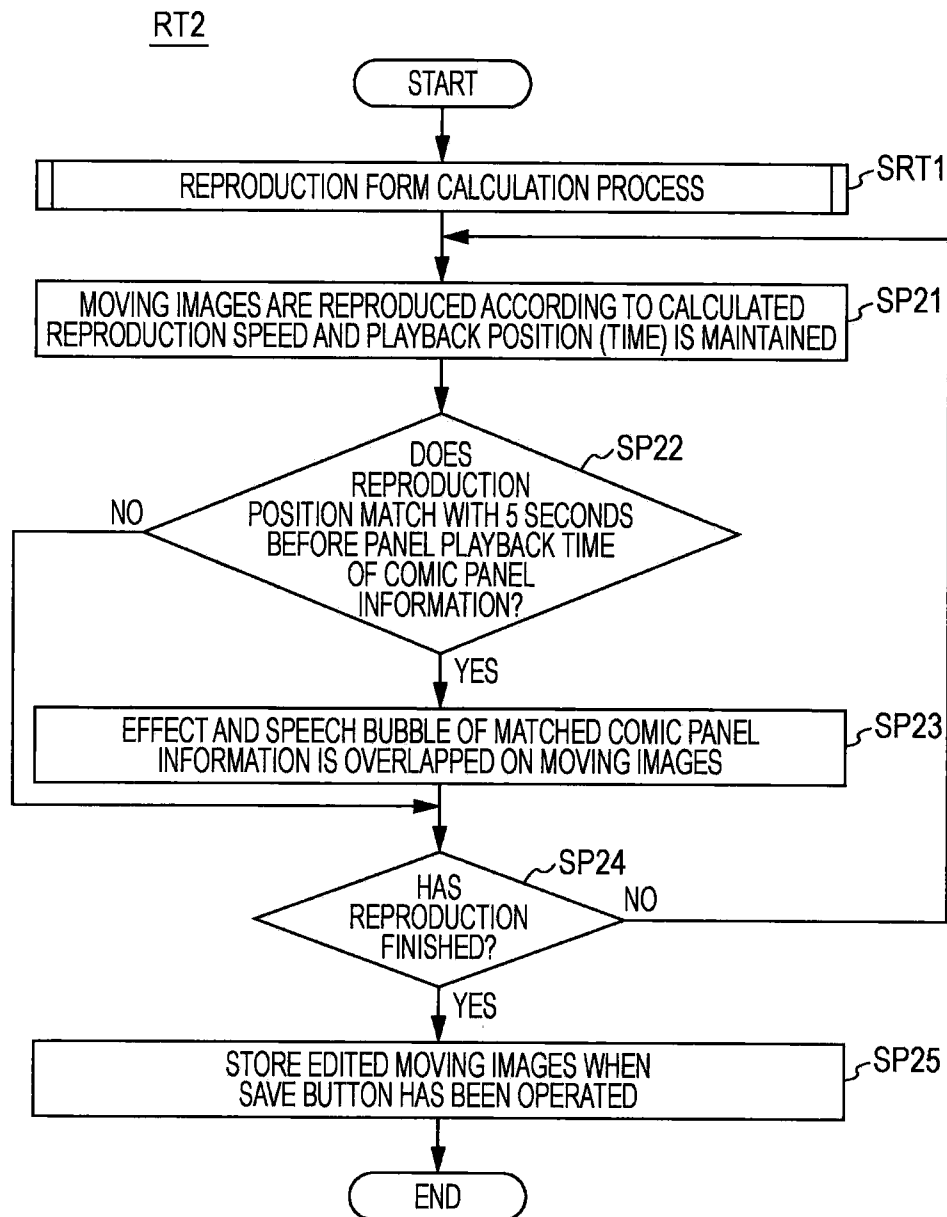 RT2
START
REPRODUCTION FORM CALCULATION PROCESS
SRT1
MOVING IMAGES ARE REPRODUCED ACCORDING TO CALCULATED
REPRODUCTION SPEED AND PLAYBACK POSITION (TIME) IS MAINTAINED
SP21
DOES
REPRODUCTION
POSITION MATCH WITH 5 SECONDS
BEFORE PANEL PLAYBACK TIME
OF COMIC PANEL
INFORMATION?
SP22
NO
YES
EFFECT AND SPEECH BUBBLE OF MATCHED COMIC PANEL
INFORMATION IS OVERLAPPED ON MOVING IMAGES
SP23
HAS
REPRODUCTION
FINISHED?
SP24
NO
YES
STORE EDITED MOVING IMAGES WHEN
SAVE BUTTON HAS BEEN OPERATED
SP25
END